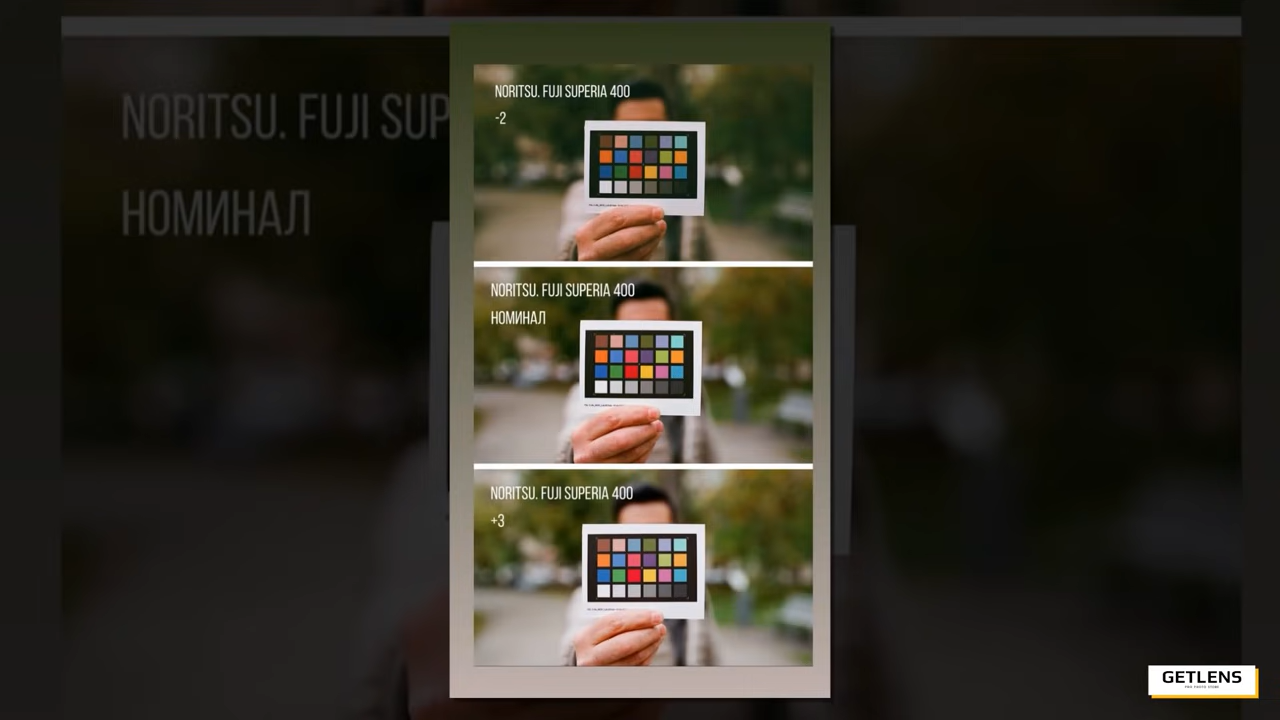 NORITSU. FUJI SUP
НОМИНАЛ
NORITSU. FUJI SUPERIA 400
-2
NORITSU. FUJI SUPERIA 400
НОМИНАЛ
NORITSU. FUJI SUPERIA 400
+3
GETLENS